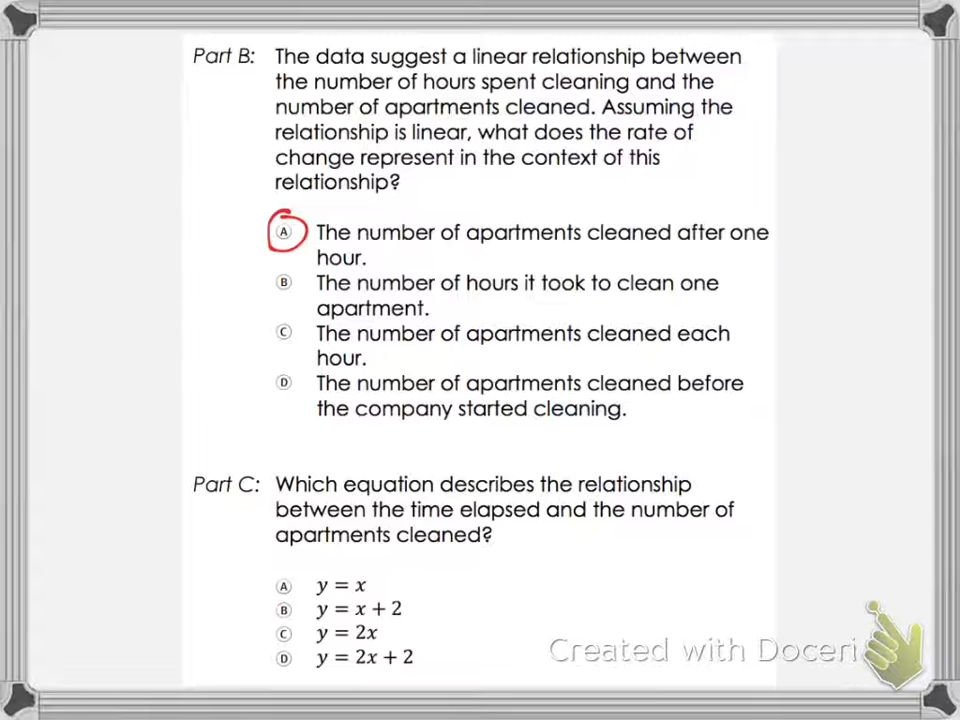 Part B: The data suggest a linear relationship between
the number of hours spent cleaning and the
number of apartments cleaned. Assuming the
relationship is linear, what does the rate of
change represent in the context of this
relationship?
A The number of apartments cleaned after one
hour.
B The number of hours it took to clean one
apartment.
C The number of apartments cleaned each
hour.
D The number of apartments cleaned before
the company started cleaning.
Part C: Which equation describes the relationship
between the time elapsed and the number of
apartments cleaned?
A y = x
B y = x + 2
C y = 2x
D y = 2x + 2
Created with Doceri